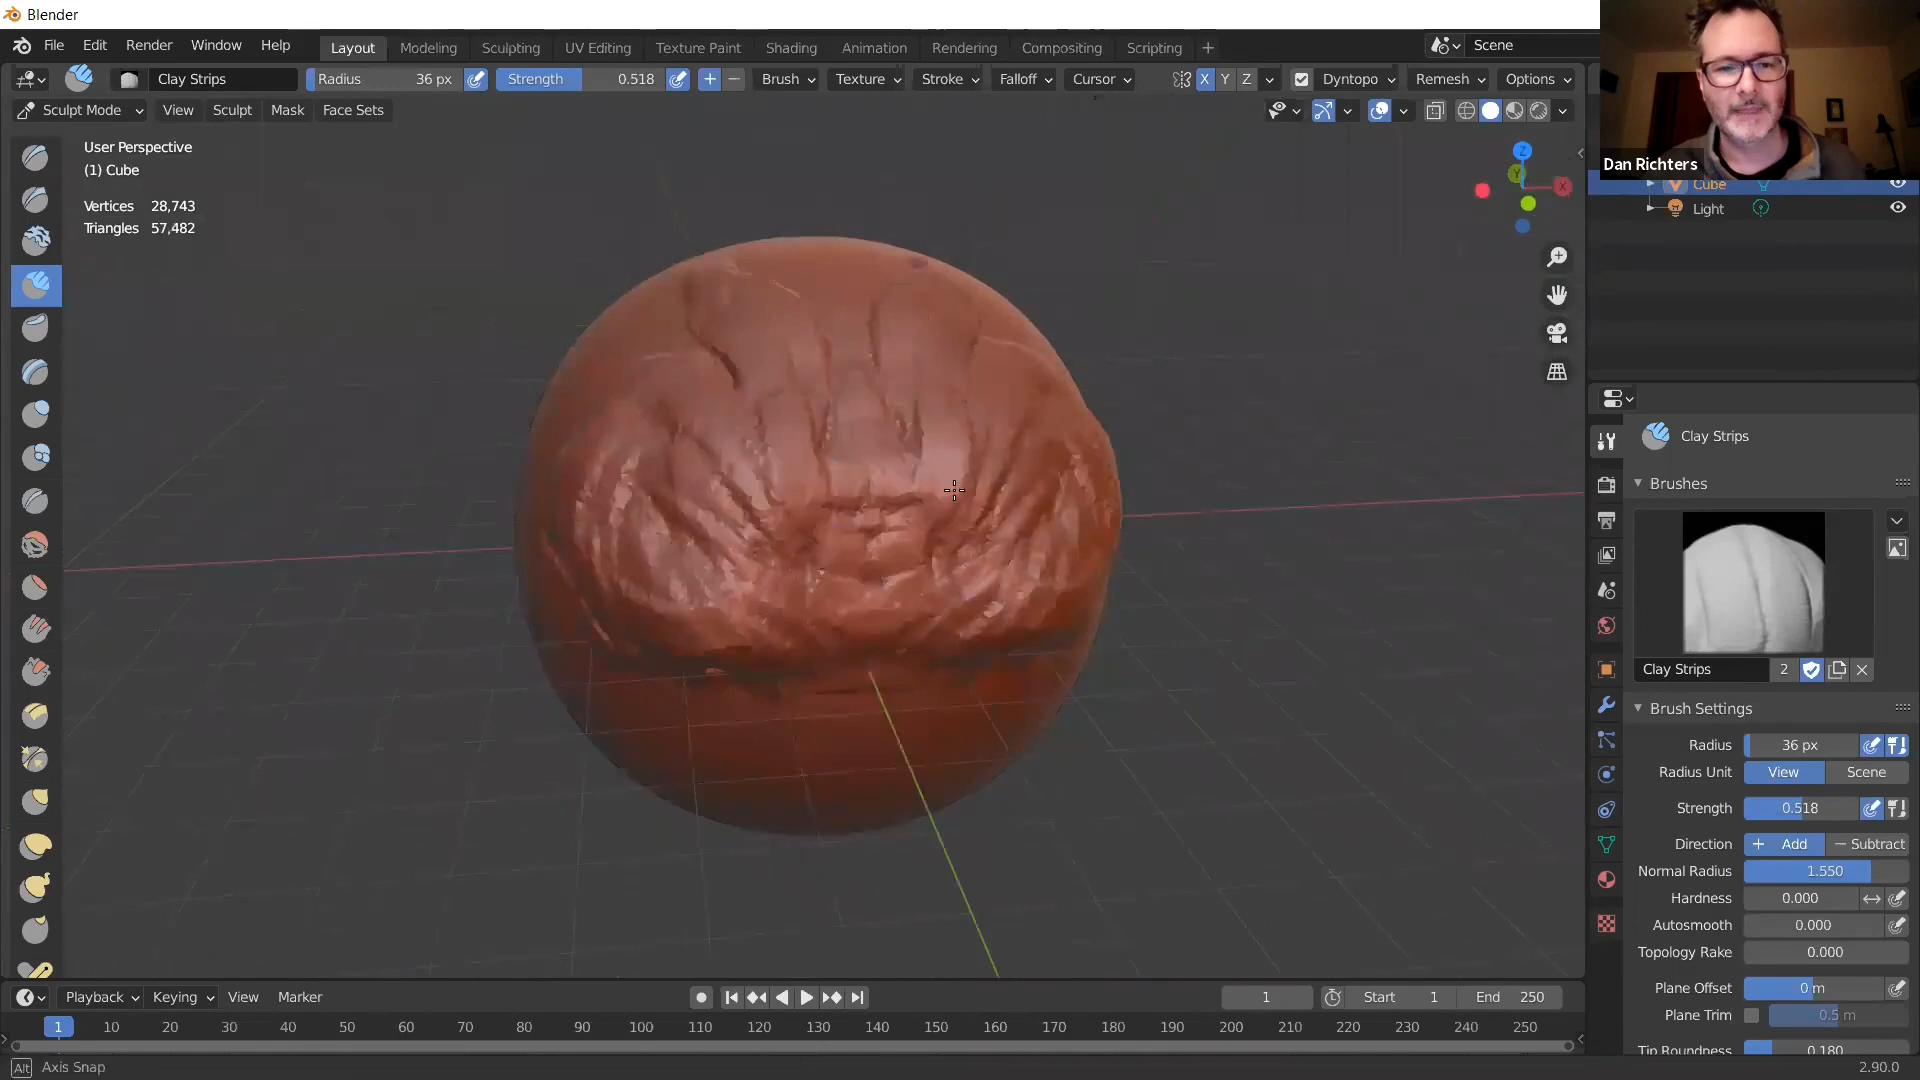 Blender
File Edit Render Window Help Layout Modeling Sculpting UV Editing Texture Paint Shading Animation Rendering Compositing Scripting + Scene
Clay Strips Radius 36 px Strength 0.518 Brush Texture Stroke Falloff Cursor X Y Z Dyntopo Remesh Options
Sculpt Mode View Sculpt Mask Face Sets
User Perspective
(1) Cube
Vertices 28,743
Triangles 57,482
Z
Y
X
Dan Richters
Cube
Light
Clay Strips
Brushes
Clay Strips 2
Brush Settings
Radius 36 px
Radius Unit View Scene
Strength 0.518
Direction + Add — Subtract
Normal Radius 1.550
Hardness 0.000
Autosmooth 0.000
Topology Rake 0.000
Plane Offset 0 m
Plane Trim 0.5 m
Tip Roundness 0.180
Playback Keying View Marker 1 Start 1 End 250
1 10 20 30 40 50 60 70 80 90 100 110 120 130 140 150 160 170 180 190 200 210 220 230 240 250
Alt Axis Snap 2.90.0